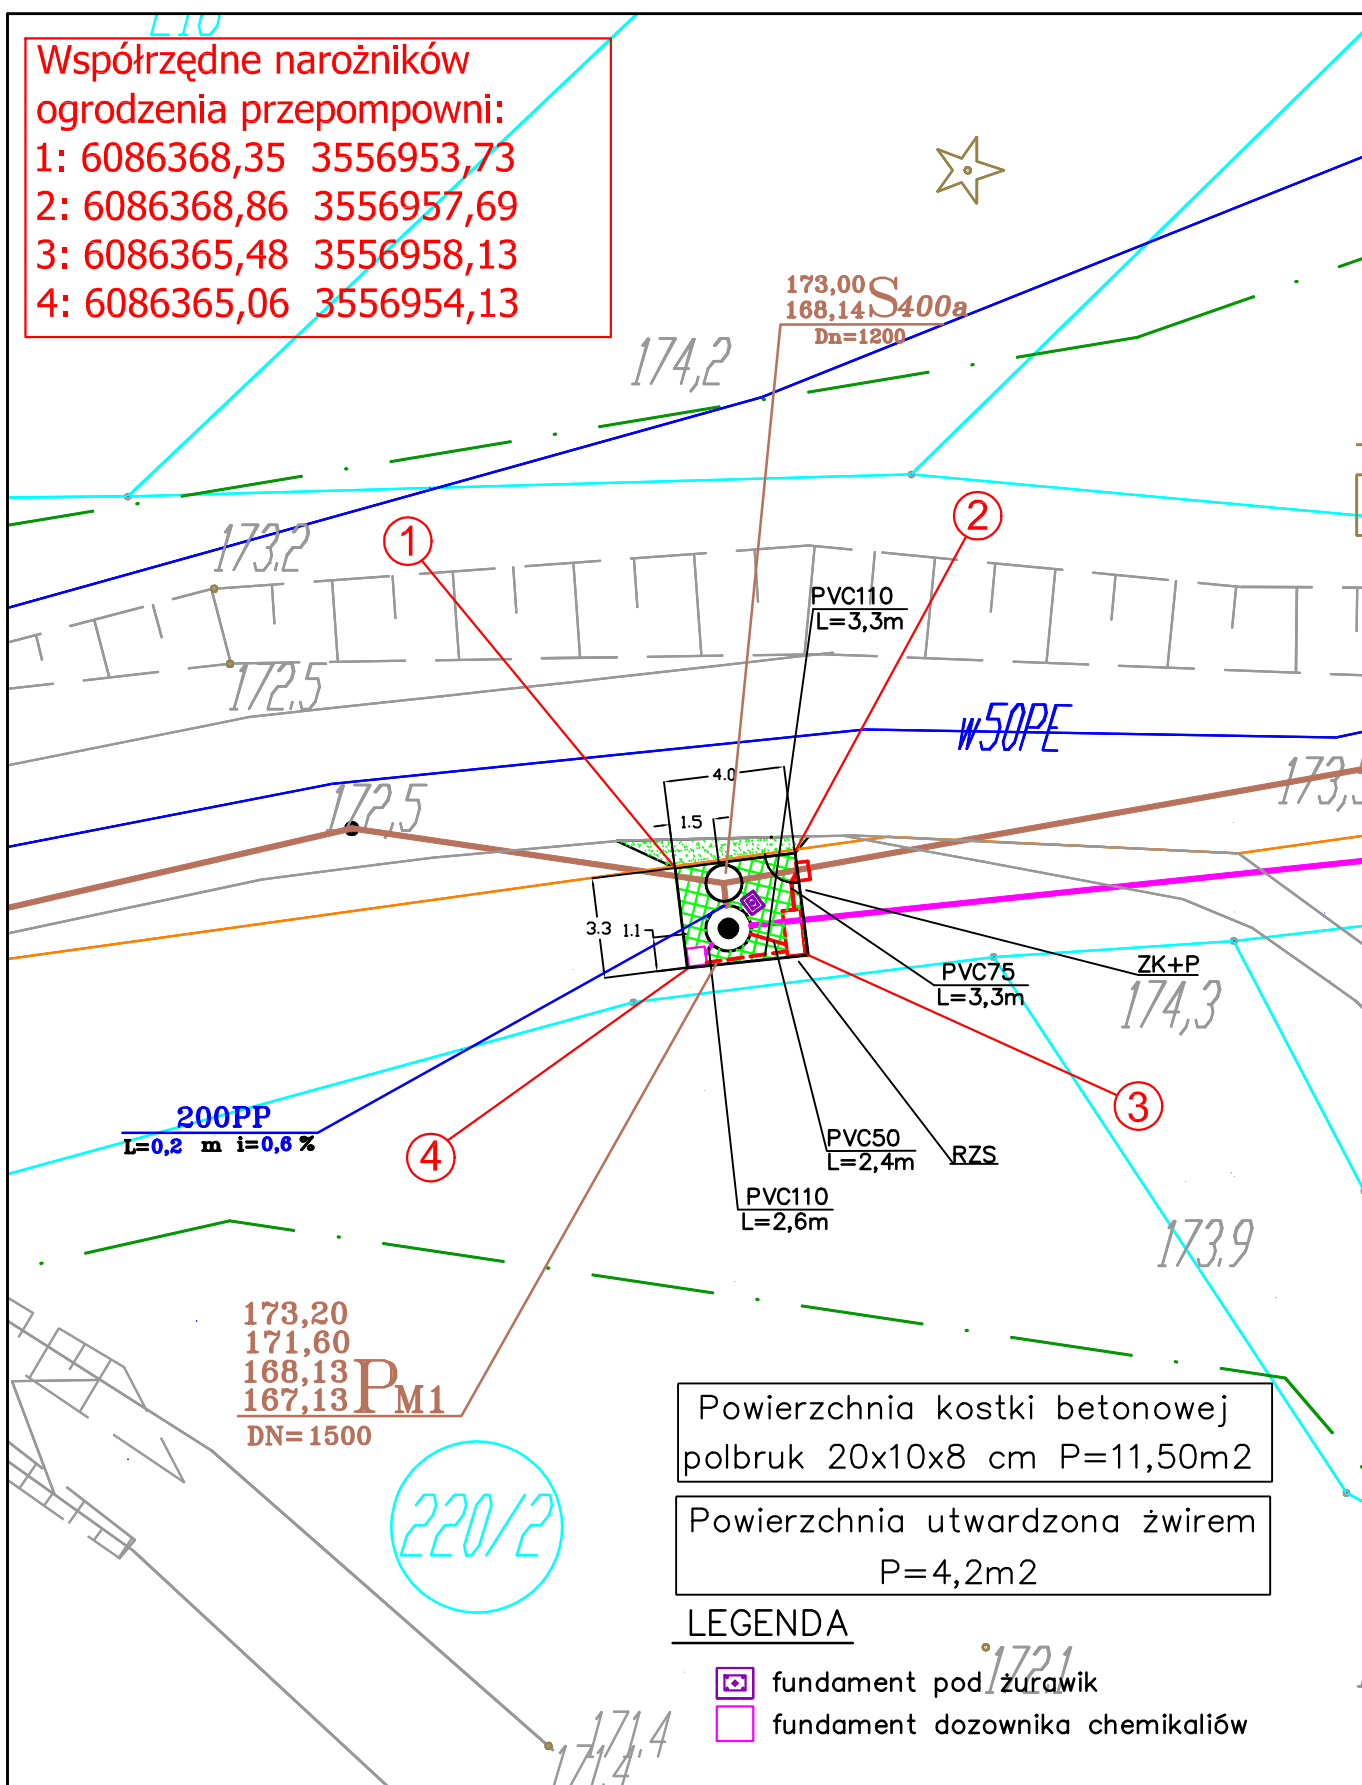 Współrzędne narożników
ogrodzenia przepompowni:
1: 6086368,35 3556953,73
2: 6086368,86 3556957,69
3: 6086365,48 3556958,13
4: 6086365,06 3556954,13
173,00
168,14
S400a
Dn=1200
174,2
173.2
1
2
PVC110
L=3,3m
172.5
w50PE
4.0
172,5
1.5
3.3
1.1
PVC75
L=3,3m
ZK+P
174,3
200PP
L=0,2 m i=0,6 %
3
4
PVC50
L=2,4m
RZS
PVC110
L=2,6m
173.9
173,20
171,60
168,13
167,13
PM1
DN=1500
Powierzchnia kostki betonowej
polbruk 20x10x8 cm P=11,50m2
220/2
Powierzchnia utwardzona żwirem
P=4,2m2
LEGENDA
172.1
fundament pod żurawik
fundament dozownika chemikaliów
171.4
171.4